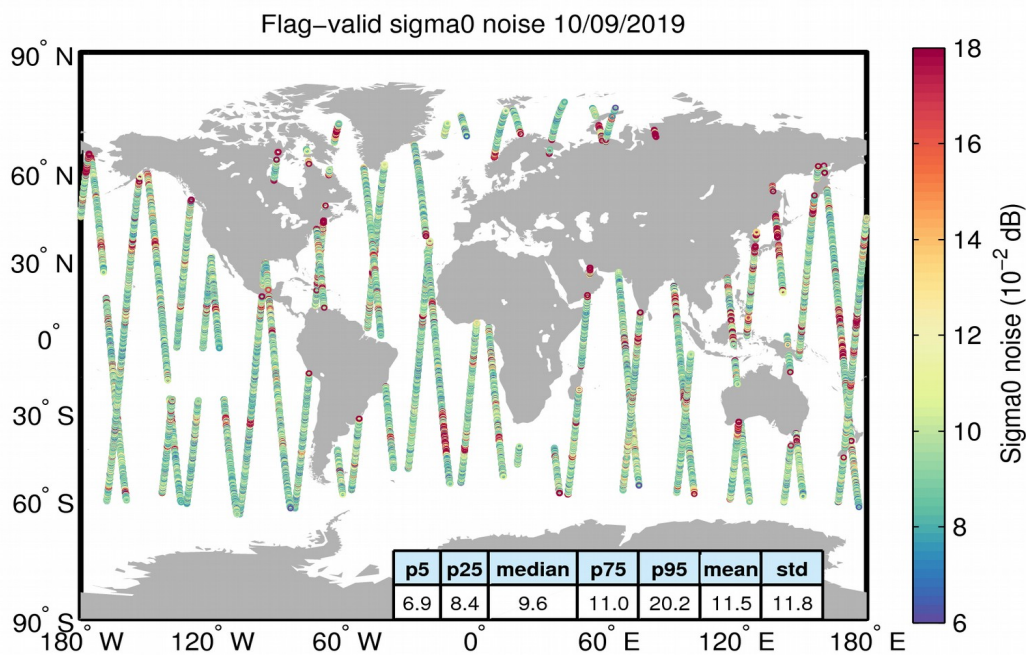 Flag−valid sigma0 noise 10/09/2019
90° N
60° N
30° N
0°
30° S
60° S
90° S
180° W
120° W
60° W
0°
60° E
120° E
180° E
p5 p25 median p75 p95 mean std
6.9 8.4 9.6 11.0 20.2 11.5 11.8
18
16
14
12
10
8
6
Sigma0 noise (10⁻² dB)